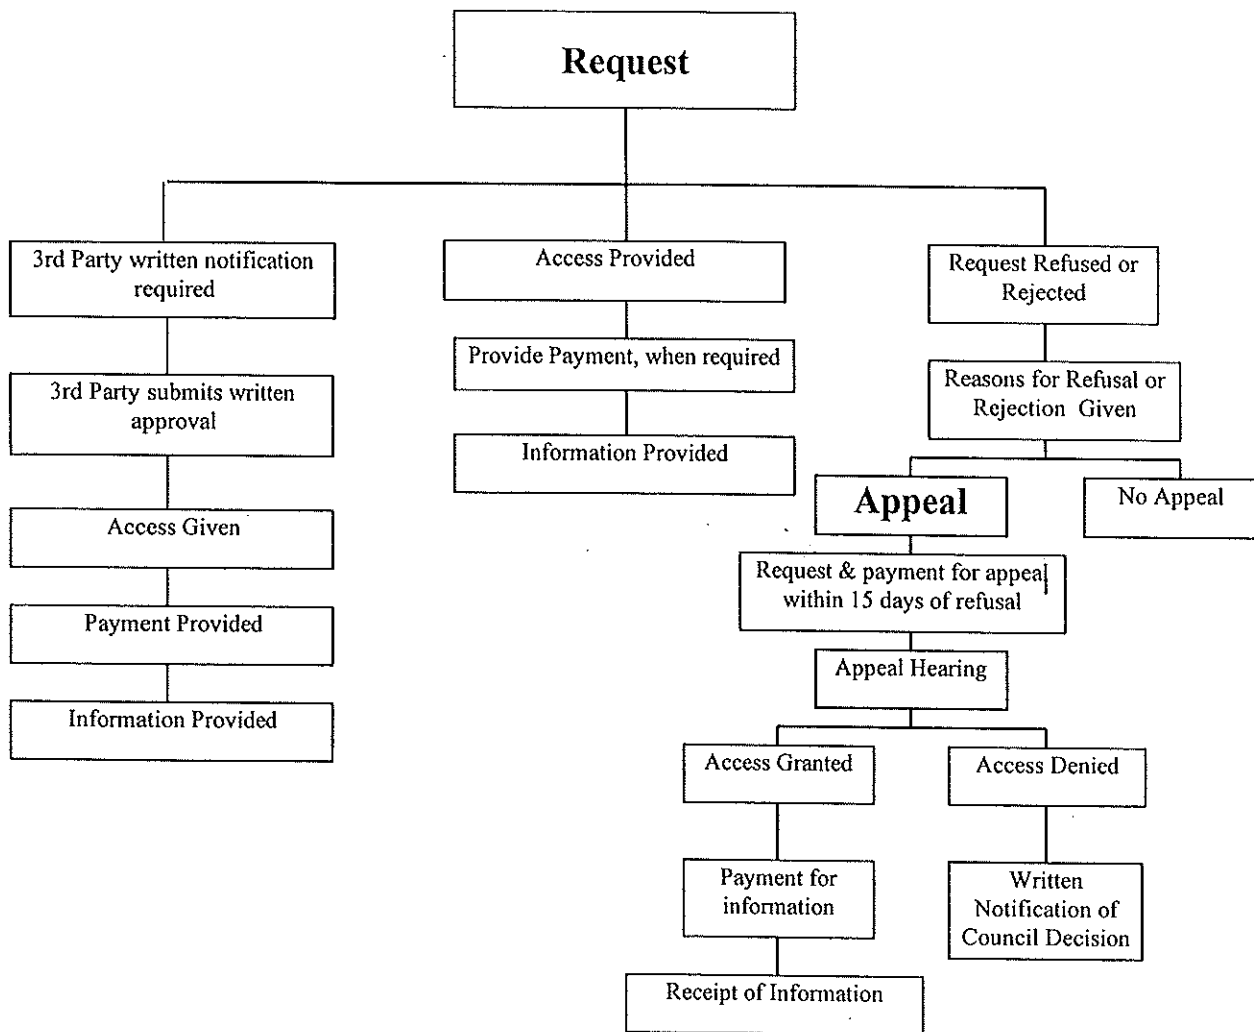 Request
3rd Party written notification
required
3rd Party submits written
approval
Access Given
Payment Provided
Information Provided
Access Provided
Provide Payment, when required
Information Provided
Request Refused or
Rejected
Reasons for Refusal or
Rejection Given
Appeal
No Appeal
Request & payment for appeal
within 15 days of refusal
Appeal Hearing
Access Granted
Payment for
information
Receipt of Information
Access Denied
Written
Notification of
Council Decision